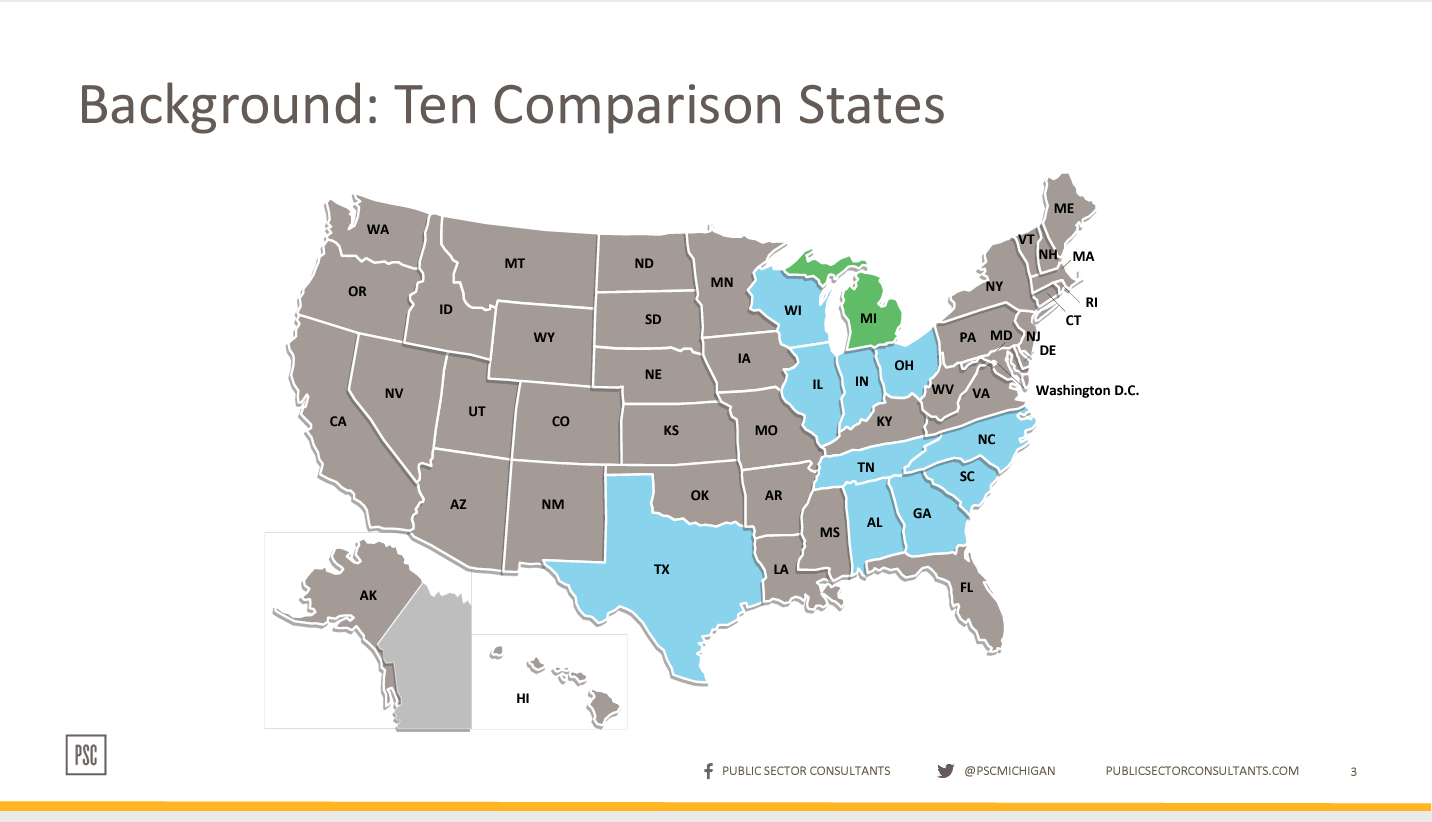 Background: Ten Comparison States
ME
WA
VT
NH
MA
MT
ND
MN
OR
NY
RI
ID
SD
WI
MI
CT
WY
PA
MD
NJ
DE
IA
OH
NE
IL
IN
WV
VA
Washington D.C.
NV
UT
CO
CA
KS
MO
KY
NC
TN
SC
AZ
NM
OK
AR
GA
AL
MS
TX
LA
FL
AK
HI
PSC
PUBLIC SECTOR CONSULTANTS
@PSCMICHIGAN
PUBLICSECTORCONSULTANTS.COM
3